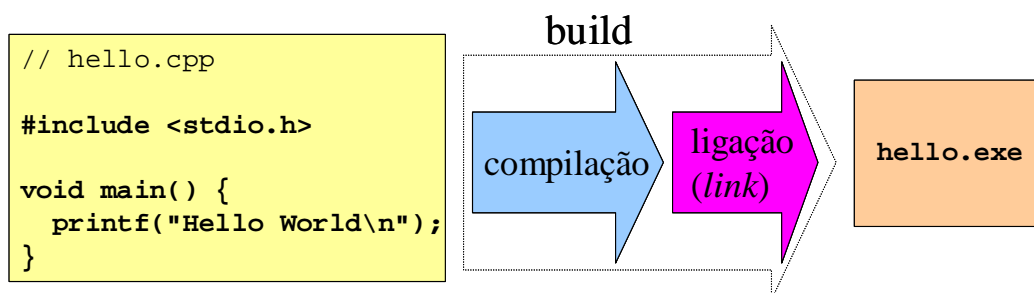 // hello.cpp
#include <stdio.h>
void main() {
  printf("Hello World\n");
}
build
compilação
ligação
(link)
hello.exe